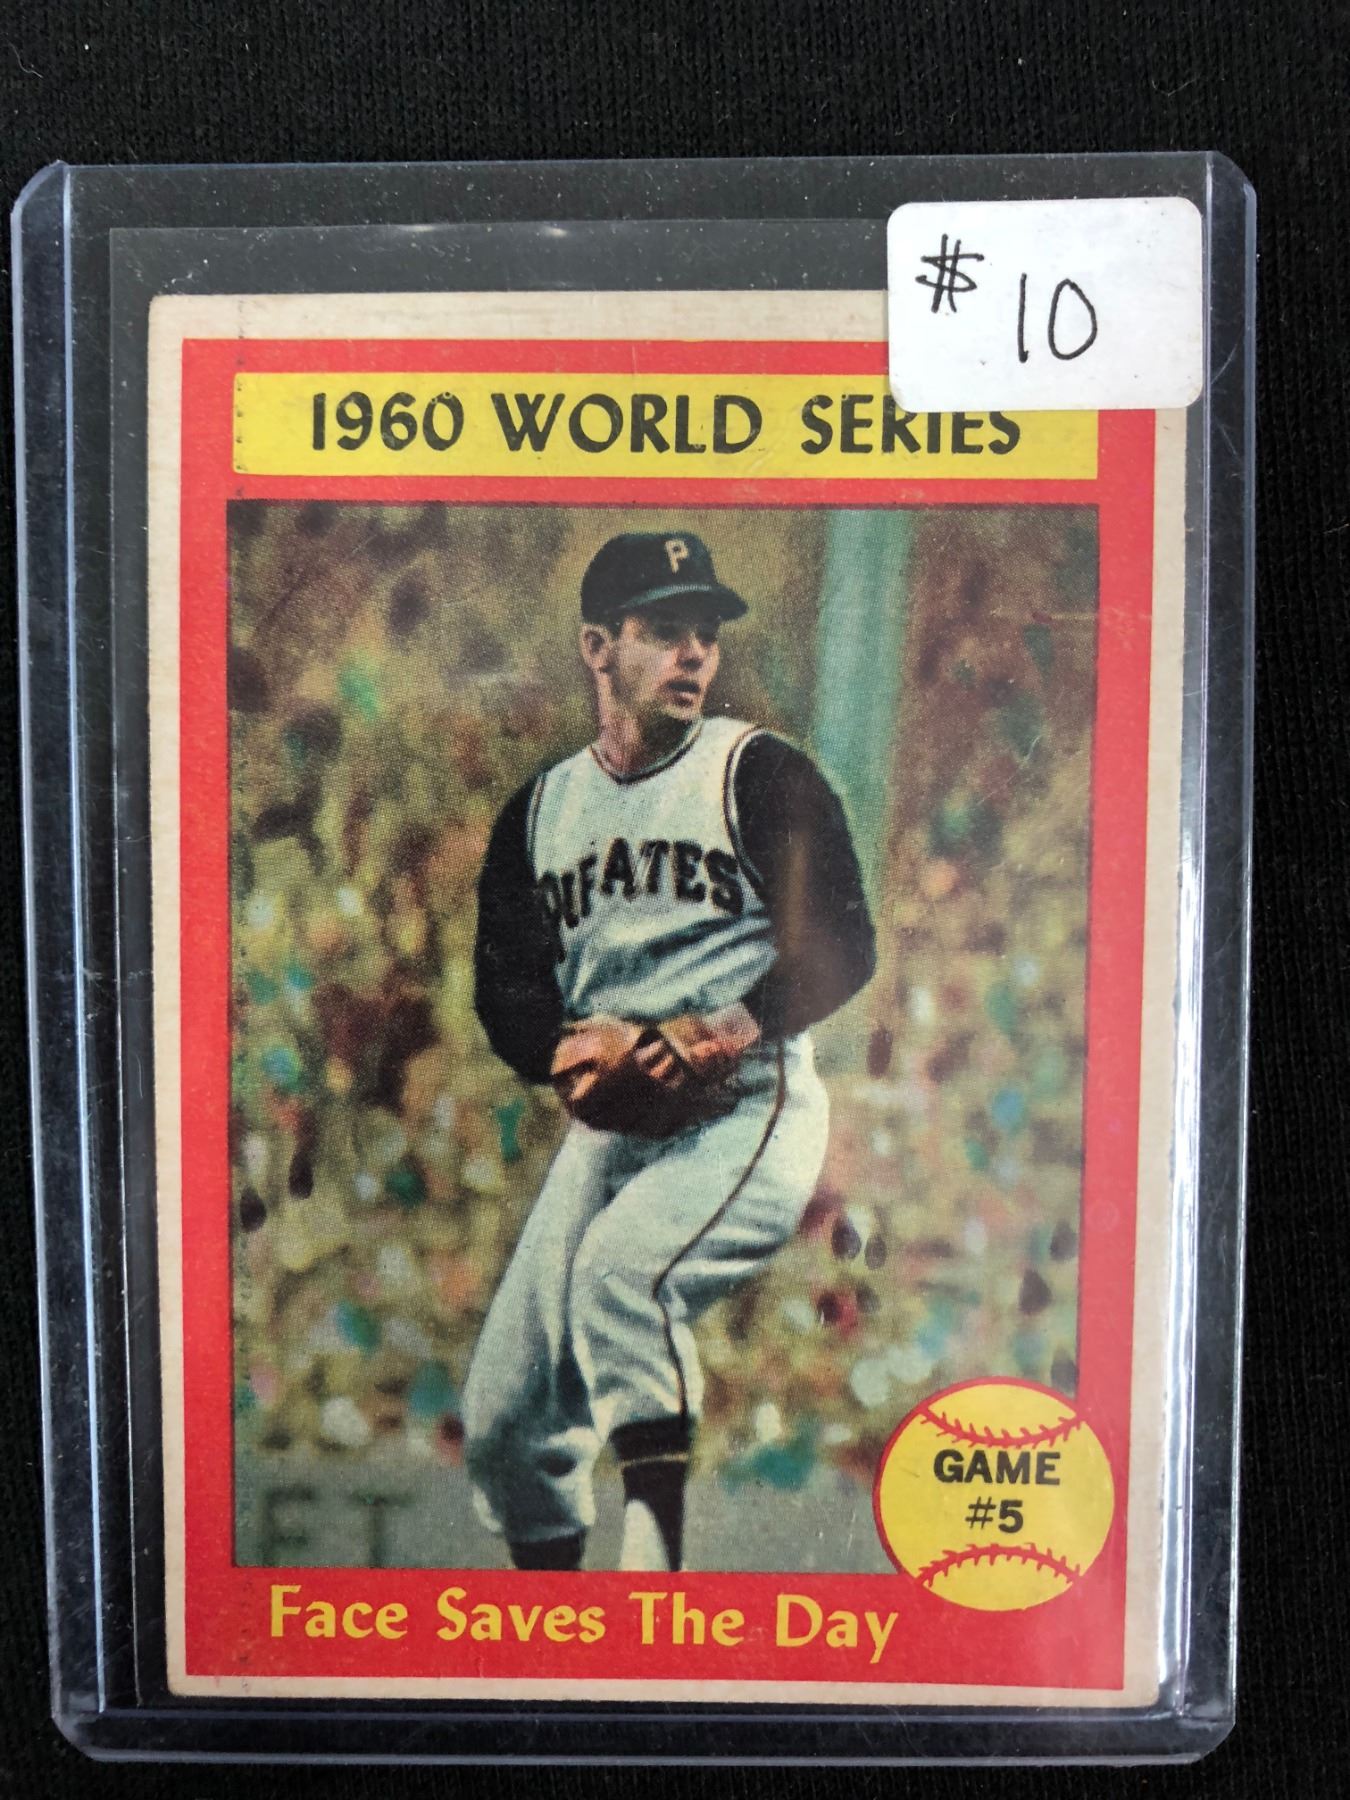 $ 10
1960 WORLD SERIES
P
PIRATES
GAME
#5
Face Saves The Day